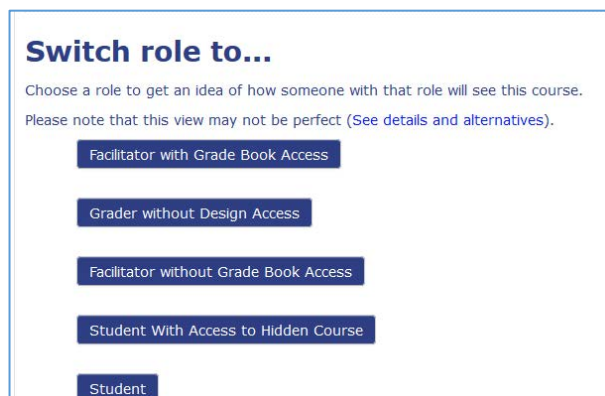 Switch role to...
Choose a role to get an idea of how someone with that role will see this course.
Please note that this view may not be perfect (See details and alternatives).
Facilitator with Grade Book Access
Grader without Design Access
Facilitator without Grade Book Access
Student With Access to Hidden Course
Student